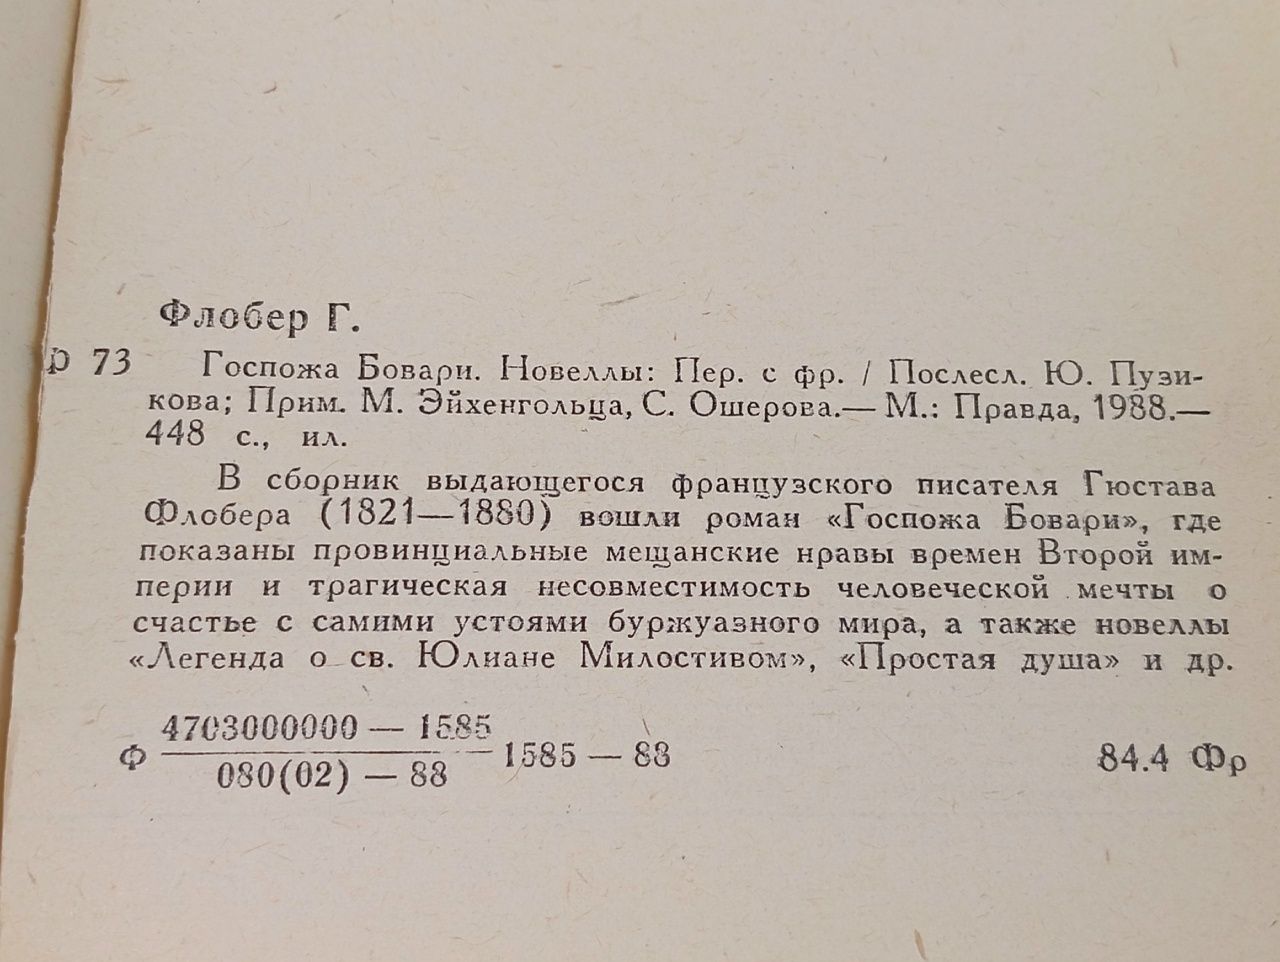 Флобер Г.
Ф 73 Госпожа Бовари. Новеллы: Пер. с фр. / Послесл. Ю. Пузи-
кова; Прим. М. Эйхенгольца, С. Ошерова.— М.: Правда, 1988.—
448 с., ил.
В сборник выдающегося французского писателя Гюстава
Флобера (1821—1880) вошли роман «Госпожа Бовари», где
показаны провинциальные мещанские нравы времен Второй им-
перии и трагическая несовместимость человеческой мечты о
счастье с самими устоями буржуазного мира, а также новеллы
«Легенда о св. Юлиане Милостивом», «Простая душа» и др.
4703000000 — 1585
Ф 1585 — 88 84.4 Фр
080(02) — 88